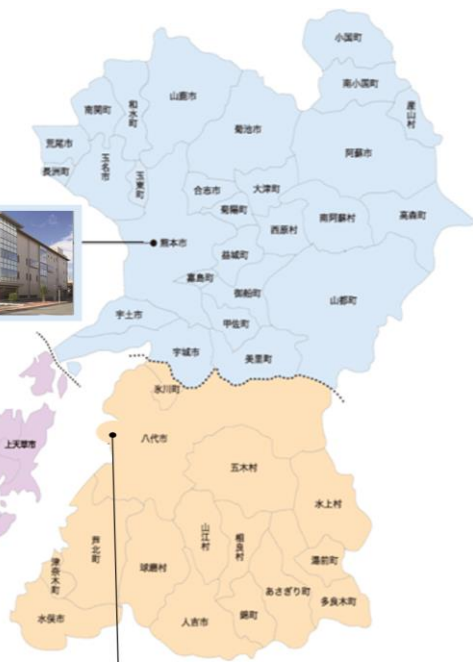 小国町
南小国町
産山村
山鹿市
和水町
南関町
菊池市
阿蘇市
荒尾市
玉名市
長洲町
玉東町
合志市
大津町
菊陽町
西原村
南阿蘇村
高森町
熊本市
益城町
嘉島町
御船町
山都町
宇土市
甲佐町
宇城市
美里町
氷川町
上天草市
八代市
五木村
水上村
芦北町
山江村
相良村
湯前町
津奈木町
球磨村
あさぎり町
多良木町
水俣市
人吉市
錦町